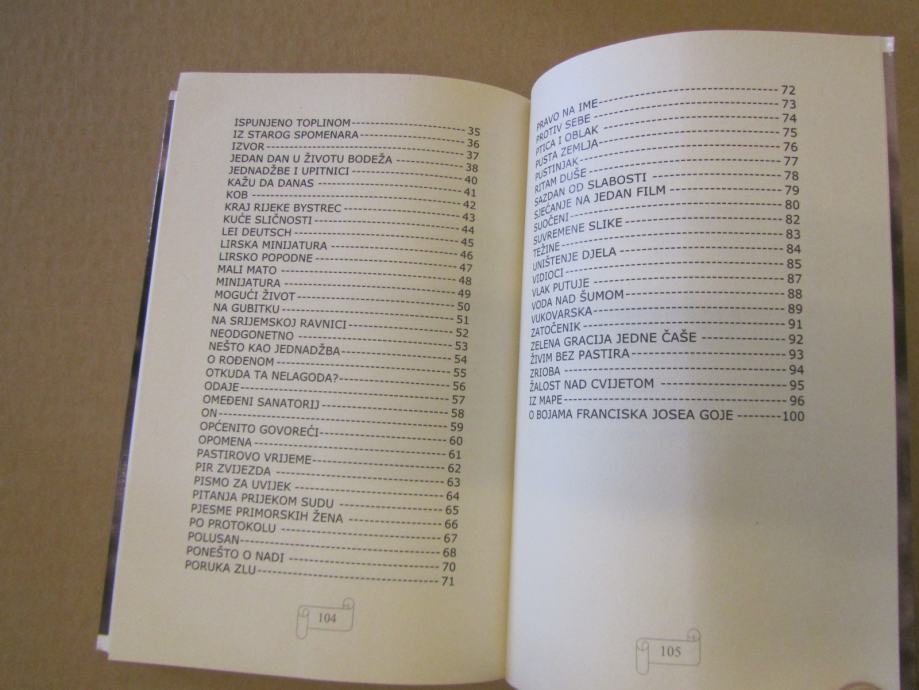 ISPUNJENO TOPLINOM--------------------35
IZ STAROG SPOMENARA-------------------36
IZVOR---------------------------------37
JEDAN DAN U ŽIVOTU BODEŽA-------------38
JEDNADŽBE I UPITNICI------------------40
KAŽU DA DANAS-------------------------41
KOB-----------------------------------42
KRAJ RIJEKE BYSTREC-------------------43
KUĆE SLIČNOSTI------------------------44
LEI DEUTSCH---------------------------45
LIRSKA MINIJATURA---------------------46
LIRSKO POPODNE------------------------47
MALI MATO-----------------------------48
MINIJATURA----------------------------49
MOGUĆI ŽIVOT--------------------------50
NA GUBITKU----------------------------51
NA SRIJEMSKOJ RAVNICI-----------------52
NEODGONETNO---------------------------53
NEŠTO KAO JEDNADŽBA-------------------54
O ROĐENOM-----------------------------55
OTKUDA TA NELAGODA?-------------------56
ODAJE---------------------------------57
OMEĐENI SANATORIJ---------------------58
ON------------------------------------59
OPĆENITO GOVOREĆI---------------------60
OPOMENA-------------------------------61
PASTIROVO VRIJEME---------------------62
PIR ZVIJEZDA--------------------------63
PISMO ZA UVIJEK-----------------------64
PITANJA PRIJEKOM SUDU-----------------65
PJESME PRIMORSKIH ŽENA----------------66
PO PROTOKOLU--------------------------67
POLUSAN-------------------------------68
PONEŠTO O NADI------------------------70
PORUKA ZLU----------------------------71
104
PRAVO NA IME--------------------------72
PROTIV SEBE---------------------------73
PTICA I OBLAK-------------------------74
PUSTA ZEMLJA--------------------------75
PUSTINJAK-----------------------------76
RITAM DUŠE----------------------------77
SAZDAN OD SLABOSTI--------------------78
SJEĆANJE NA JEDAN FILM----------------79
SUOČENI-------------------------------80
SUVREMENE SLIKE-----------------------82
TEŽINE--------------------------------83
UNIŠTENJE DJELA-----------------------84
VIDIOCI-------------------------------85
VLAK PUTUJE---------------------------87
VODA NAD ŠUMOM------------------------88
VUKOVARSKA----------------------------89
ZATOČENIK-----------------------------91
ZELENA GRACIJA JEDNE ČAŠE-------------92
ŽIVIM BEZ PASTIRA---------------------93
ZRIOBA--------------------------------94
ŽALOST NAD CVIJETOM-------------------95
IZ MAPE-------------------------------96
O BOJAMA FRANCISKA JOSEA GOJE--------100
105